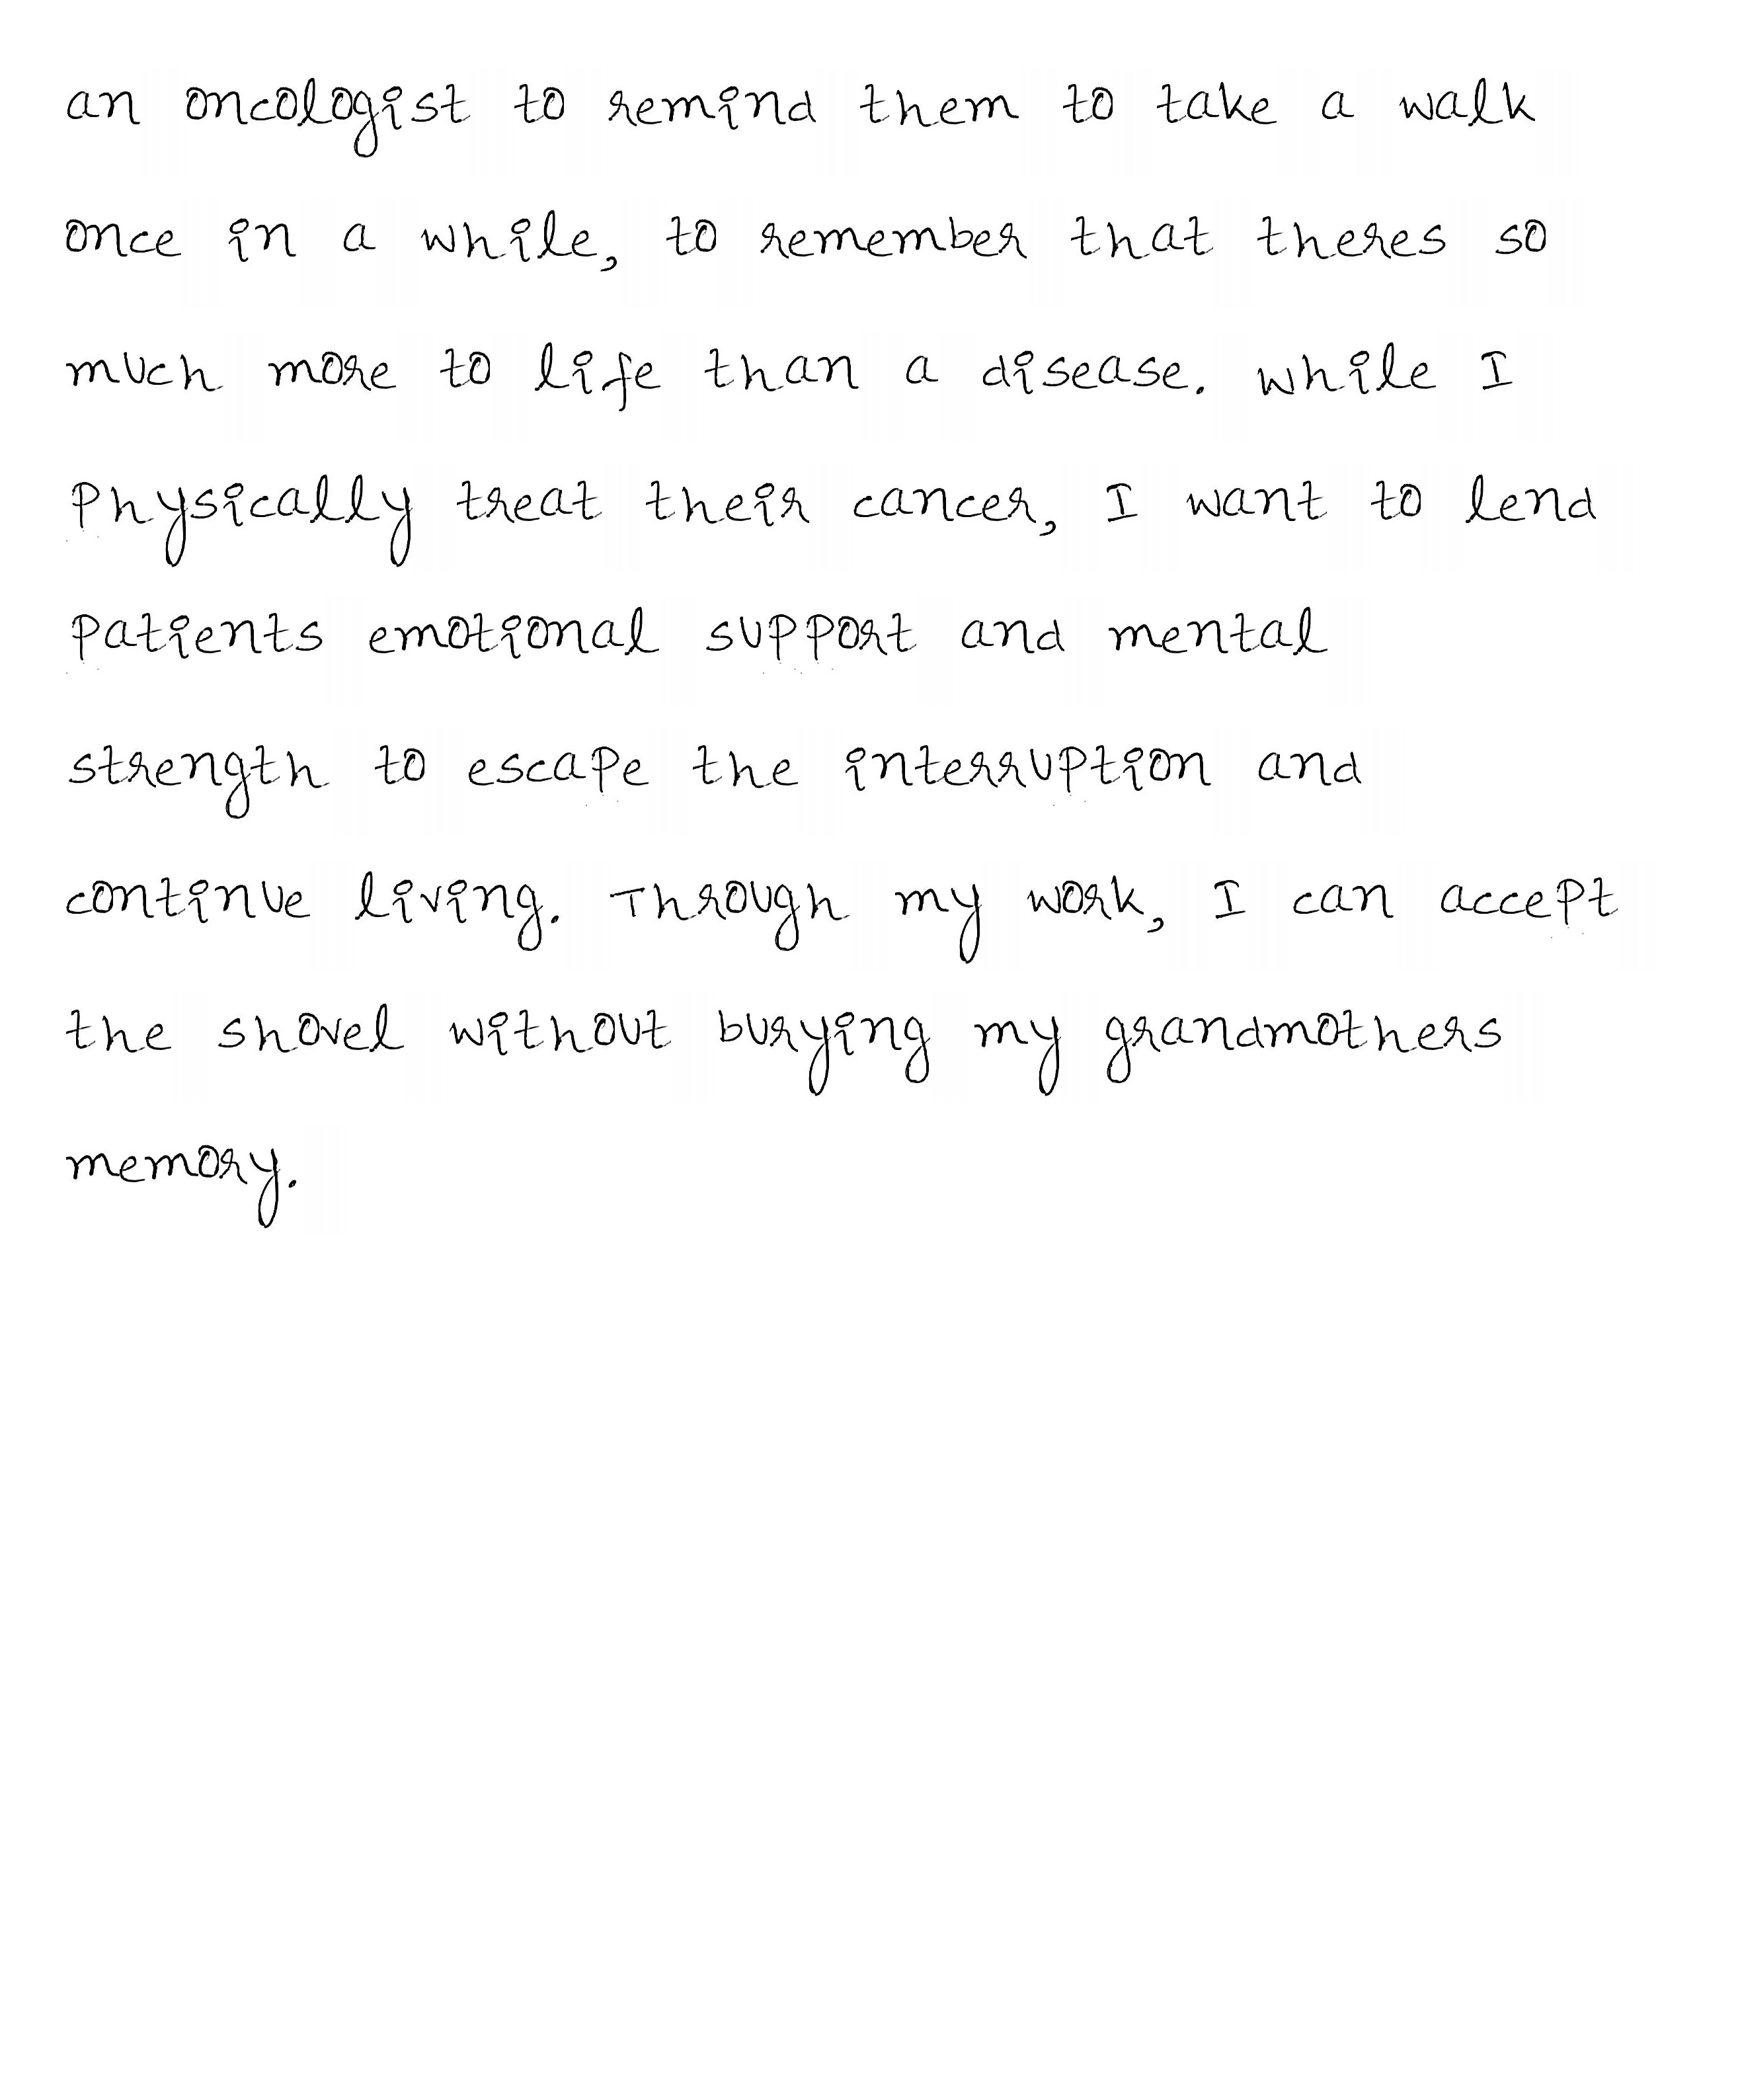 an oncologist to remind them to take a walk
once in a while, to remember that theres so
much more to life than a disease. while I
physically treat their cancer, I want to lend
patients emotional support and mental
strength to escape the interruption and
continue living. Through my work, I can accept
the shovel without burying my grandmothers
memory.